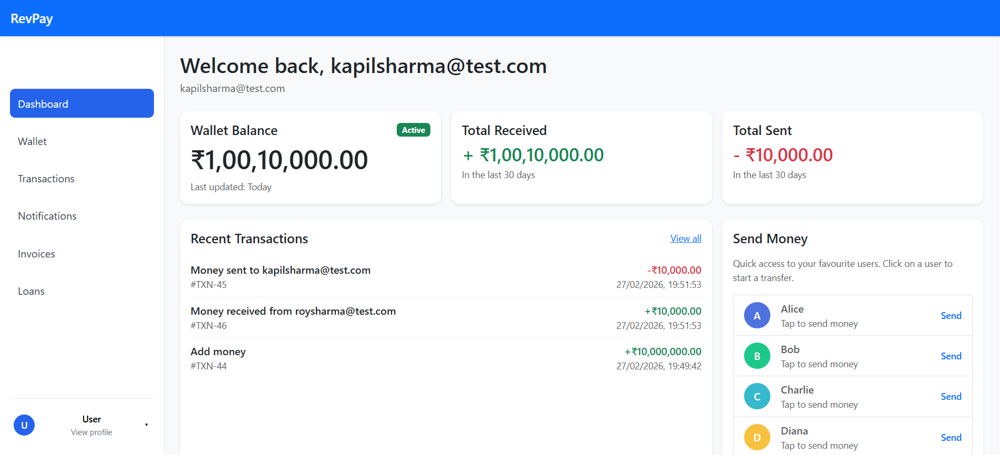 RevPay
Dashboard
Wallet
Transactions
Notifications
Invoices
Loans
U
User
View profile
Welcome back, kapilsharma@test.com
kapilsharma@test.com
Wallet Balance
Active
₹1,00,10,000.00
Last updated: Today
Total Received
+ ₹1,00,10,000.00
In the last 30 days
Total Sent
- ₹10,000.00
In the last 30 days
Recent Transactions
View all
Money sent to kapilsharma@test.com
-₹10,000.00
#TXN-45
27/02/2026, 19:51:53
Money received from roysharma@test.com
+₹10,000.00
#TXN-46
27/02/2026, 19:51:53
Add money
+₹10,000,000.00
#TXN-44
27/02/2026, 19:49:42
Send Money
Quick access to your favourite users. Click on a user to
start a transfer.
A
Alice
Tap to send money
Send
B
Bob
Tap to send money
Send
C
Charlie
Tap to send money
Send
D
Diana
Tap to send money
Send